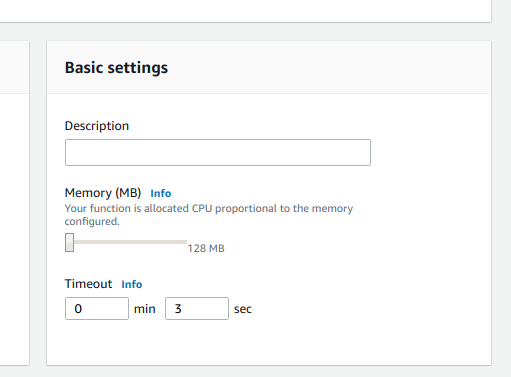 Basic settings
Description
Memory (MB) Info
Your function is allocated CPU proportional to the memory
configured.
128 MB
Timeout Info
0 min 3 sec